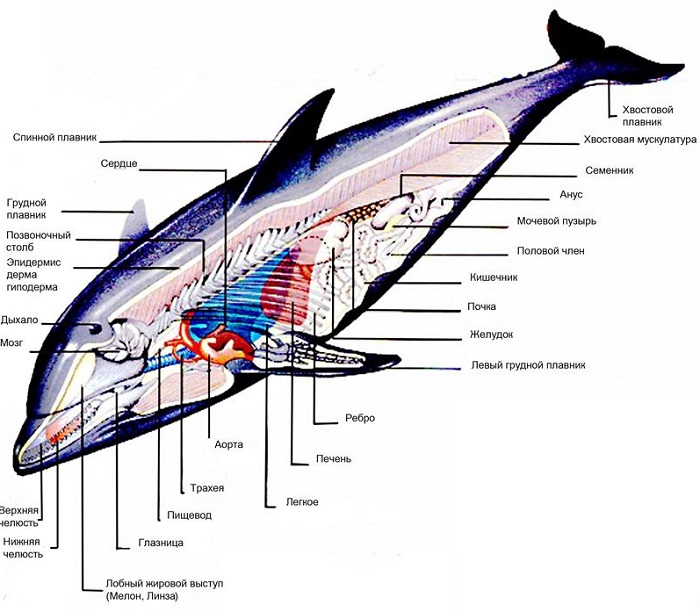 Хвостовой
плавник
Спинной плавник
Хвостовая мускулатура
Сердце
Семенник
Анус
Грудной
плавник
Мочевой пузырь
Позвоночный
столб
Половой член
Эпидермис
дерма
гиподерма
Кишечник
Почка
Дыхало
Желудок
Мозг
Левый грудной плавник
Ребро
Аорта
Печень
Трахея
Легкое
Верхняя
челюсть
Пищевод
Нижняя
челюсть
Глазница
Лобный жировой выступ
(Мелон, Линза)